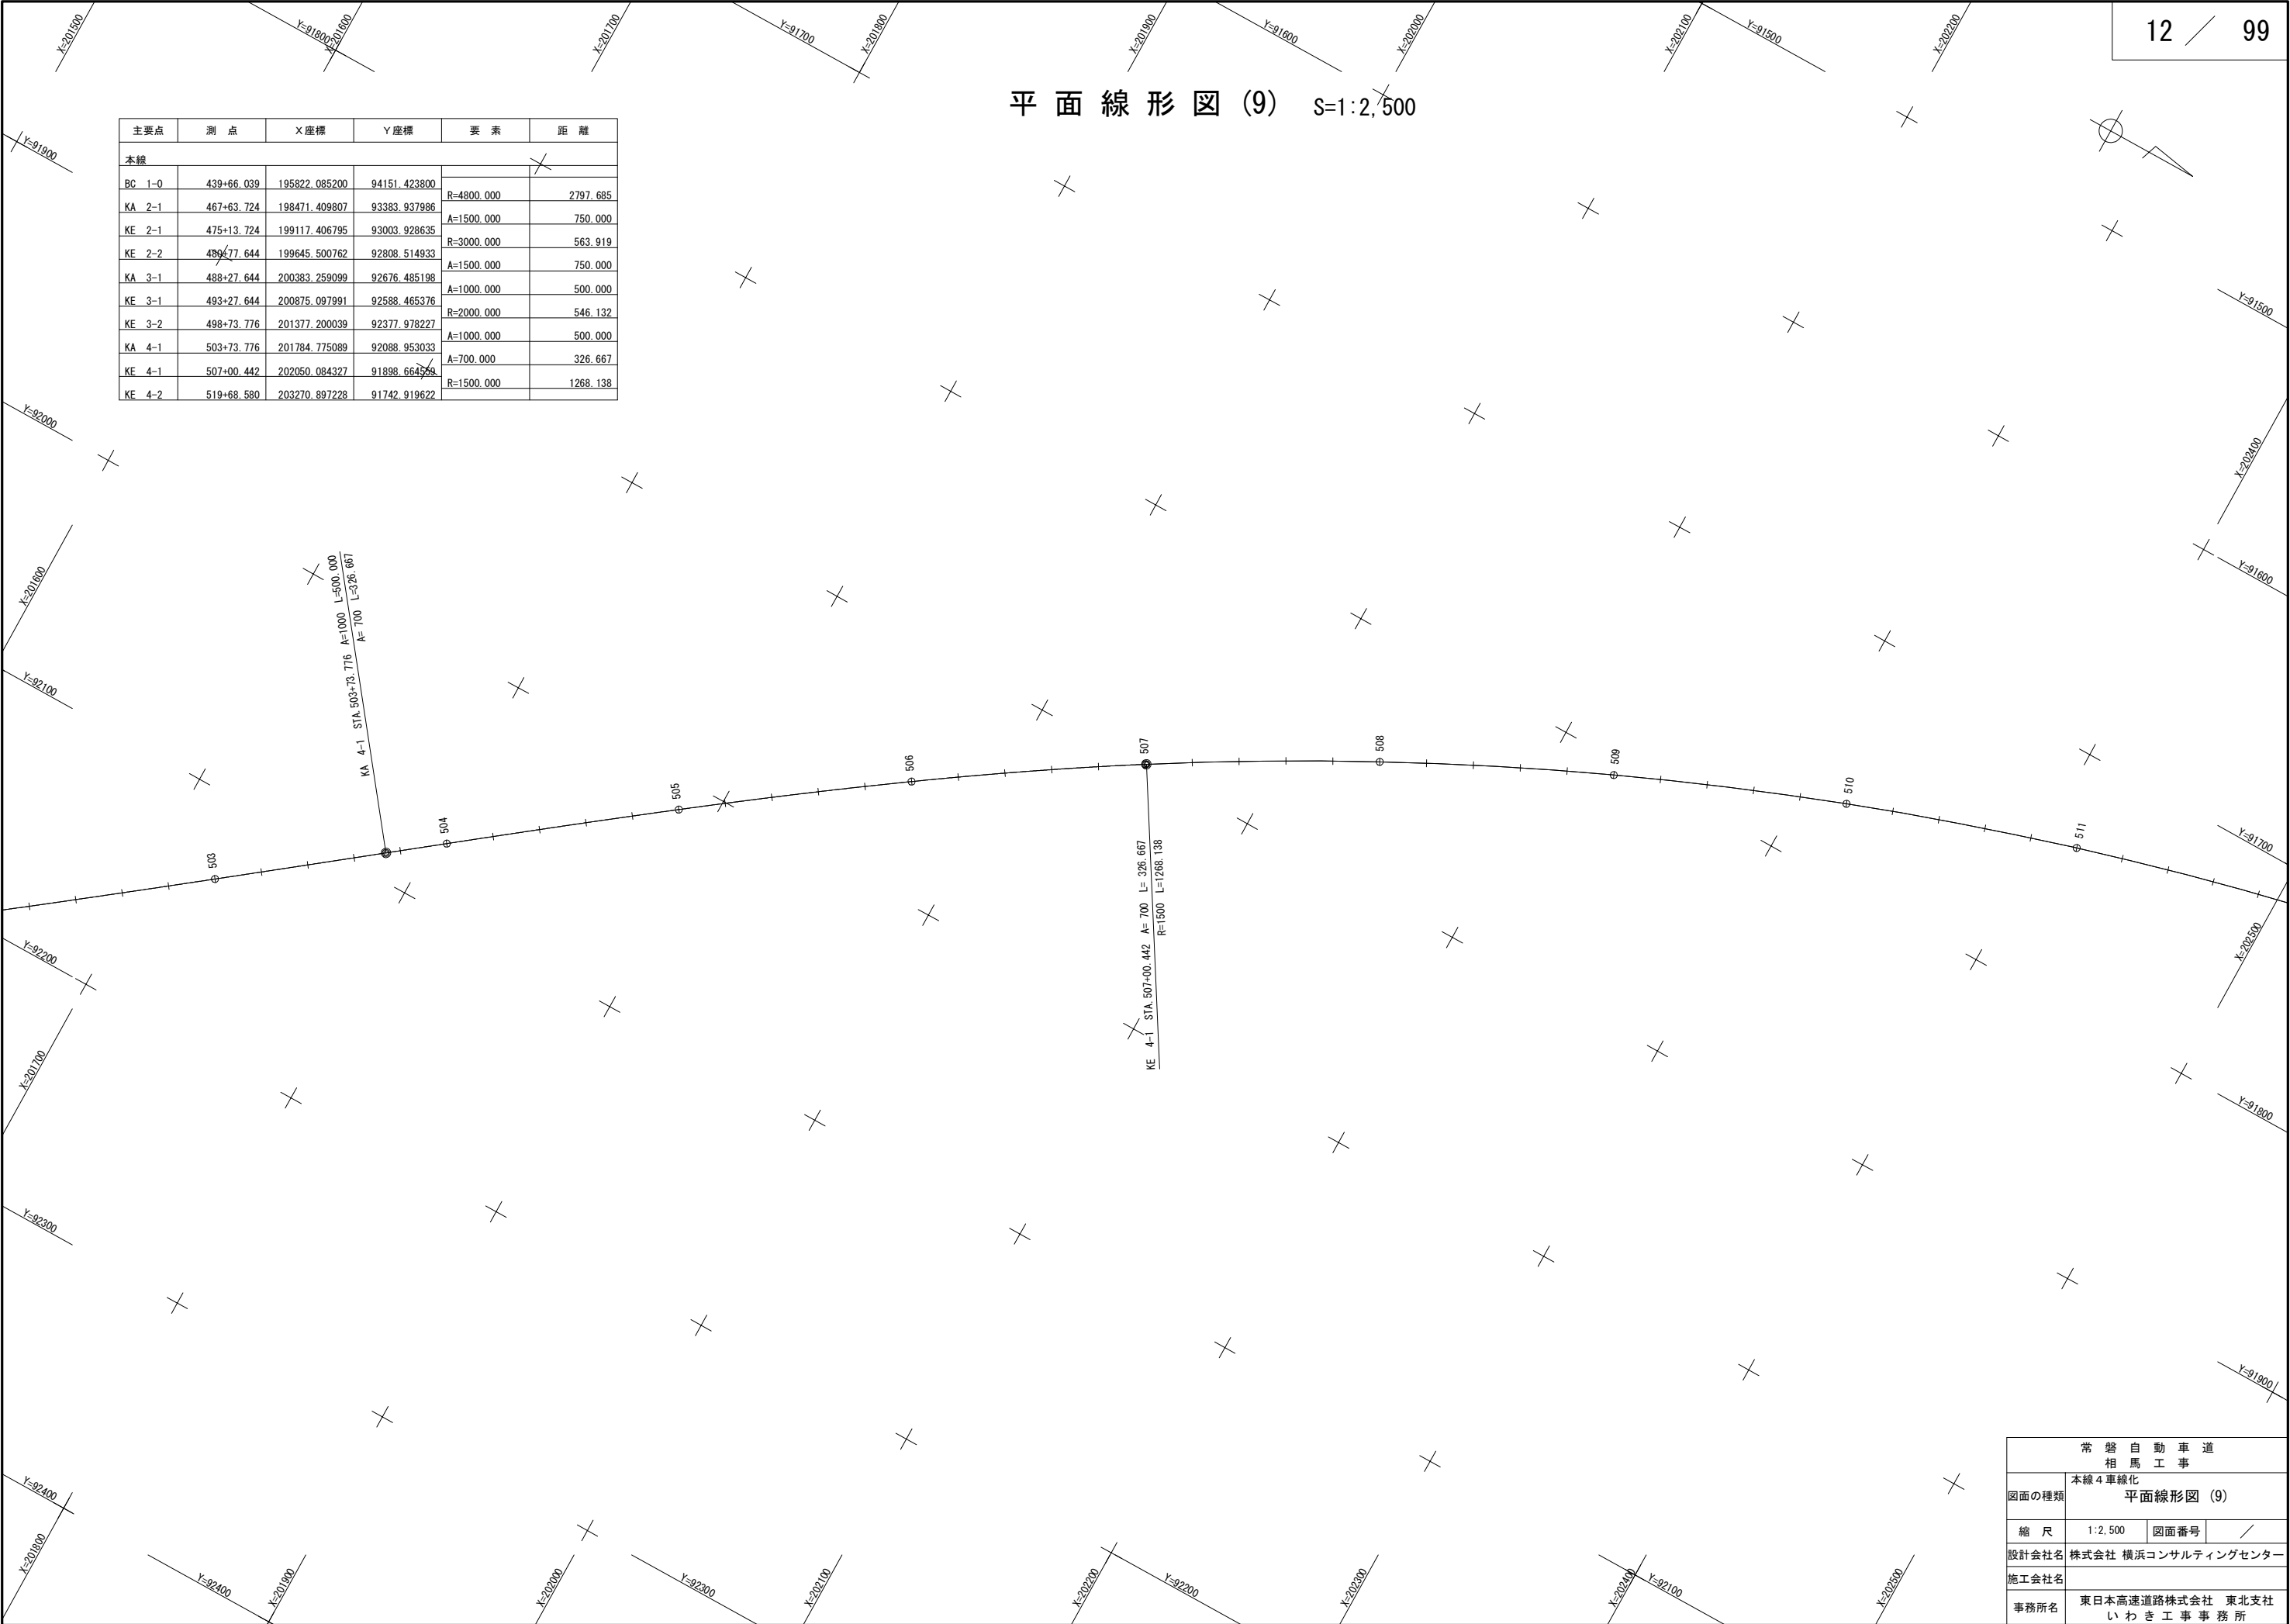 12 ／ 99
平 面 線 形 図 (9) S=1:2,500
X=201500
Y=91800
X=201600
X=201700
Y=91700
X=201800
X=201900
Y=91600
X=202000
X=202100
Y=91500
X=202200
主要点 測 点 X座標 Y座標 要 素 距 離
本線
BC 1-0 439+66.039 195822.085200 94151.423800
R=4800.000 2797.685
KA 2-1 467+63.724 198471.409807 93383.937986
A=1500.000 750.000
KE 2-1 475+13.724 199117.406795 93003.928635
R=3000.000 563.919
KE 2-2 480+77.644 199645.500762 92808.514933
A=1500.000 750.000
KA 3-1 488+27.644 200383.259099 92676.485198
A=1000.000 500.000
KE 3-1 493+27.644 200875.097991 92588.465376
R=2000.000 546.132
KE 3-2 498+73.776 201377.200039 92377.978227
A=1000.000 500.000
KA 4-1 503+73.776 201784.775089 92088.953033
A=700.000 326.667
KE 4-1 507+00.442 202050.084327 91898.664559
R=1500.000 1268.138
KE 4-2 519+68.580 203270.897228 91742.919622
Y=91900
Y=92000
X=201600
Y=92100
Y=92200
X=201700
Y=92300
Y=92400
X=201800
KA 4-1 STA.503+73.776 A=1000 L=500.000
A= 700 L=326.667
503
504
505
506
507
508
509
510
511
KE 4-1 STA.507+00.442 A= 700 L= 326.667
R=1500 L=1268.138
Y=91500
X=202400
Y=91600
Y=91700
X=202500
Y=91800
Y=91900
Y=92400
X=201900
X=202000
Y=92300
X=202100
X=202200
Y=92200
X=202300
X=202400
Y=92100
X=202500
常 磐 自 動 車 道
相 馬 工 事
図面の種類 本線４車線化
平面線形図 (9)
縮 尺 1:2,500 図面番号 ／
設計会社名 株式会社 横浜コンサルティングセンター
施工会社名
事務所名 東日本高速道路株式会社 東北支社
い わ き 工 事 事 務 所